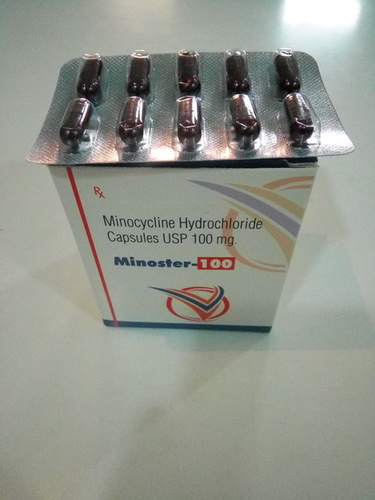 Rx
Minocycline Hydrochloride
Capsules USP 100 mg.
Minoster-100